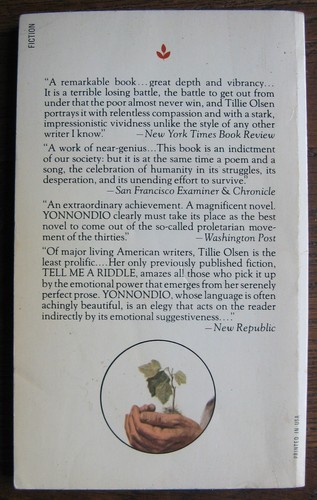 FICTION
"A remarkable book...great depth and vibrancy...
It is a terrible losing battle, the battle to get out from
under that the poor almost never win, and Tillie Olsen
portrays it with relentless compassion and with a stark,
impressionistic vividness unlike the style of any other
writer I know." —New York Times Book Review
"A work of near-genius...This book is an indictment
of our society: but it is at the same time a poem and a
song, the celebration of humanity in its struggles, its
desperation, and its unending effort to survive."
—San Francisco Examiner & Chronicle
"An extraordinary achievement. A magnificent novel.
YONNONDIO clearly must take its place as the best
novel to come out of the so-called proletarian move-
ment of the thirties." —Washington Post
"Of major living American writers, Tillie Olsen is the
least prolific....Her only previously published fiction,
TELL ME A RIDDLE, amazes all! those who pick it up
by the emotional power that emerges from her serenely
perfect prose. YONNONDIO, whose language is often
achingly beautiful, is an elegy that acts on the reader
indirectly by its emotional suggestiveness...."
—New Republic
PRINTED IN USA